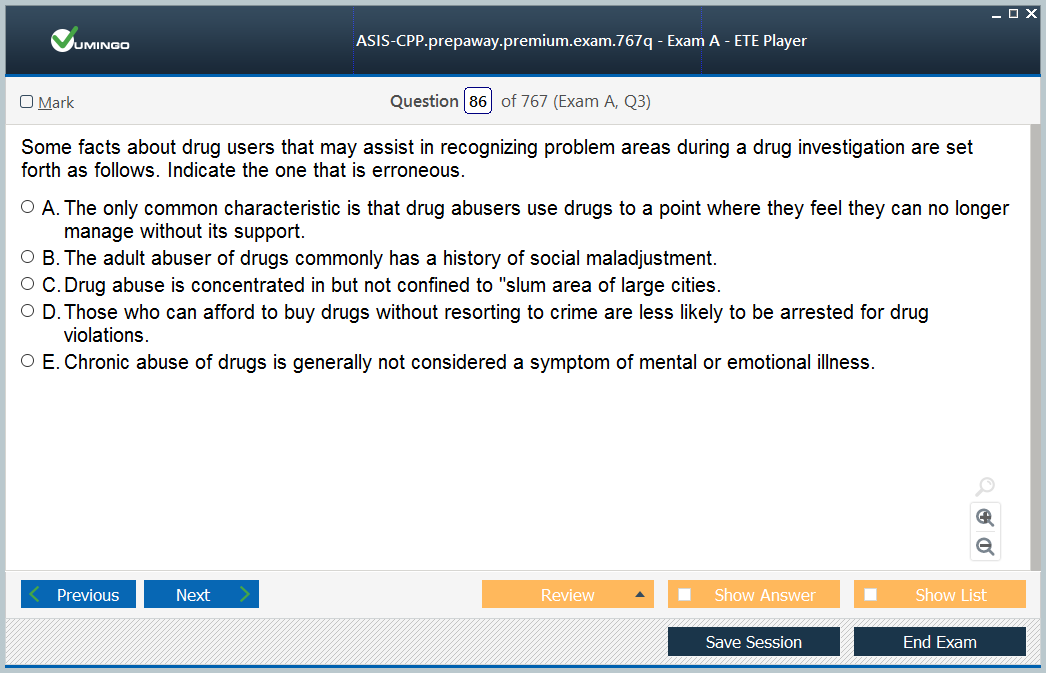 VUMINGO
ASIS-CPP.prepaway.premium.exam.767q - Exam A - ETE Player
Mark
Question 86 of 767 (Exam A, Q3)
Some facts about drug users that may assist in recognizing problem areas during a drug investigation are set
forth as follows. Indicate the one that is erroneous.
A. The only common characteristic is that drug abusers use drugs to a point where they feel they can no longer
manage without its support.
B. The adult abuser of drugs commonly has a history of social maladjustment.
C. Drug abuse is concentrated in but not confined to "slum area of large cities.
D. Those who can afford to buy drugs without resorting to crime are less likely to be arrested for drug
violations.
E. Chronic abuse of drugs is generally not considered a symptom of mental or emotional illness.
Previous Next Review Show Answer Show List
Save Session End Exam